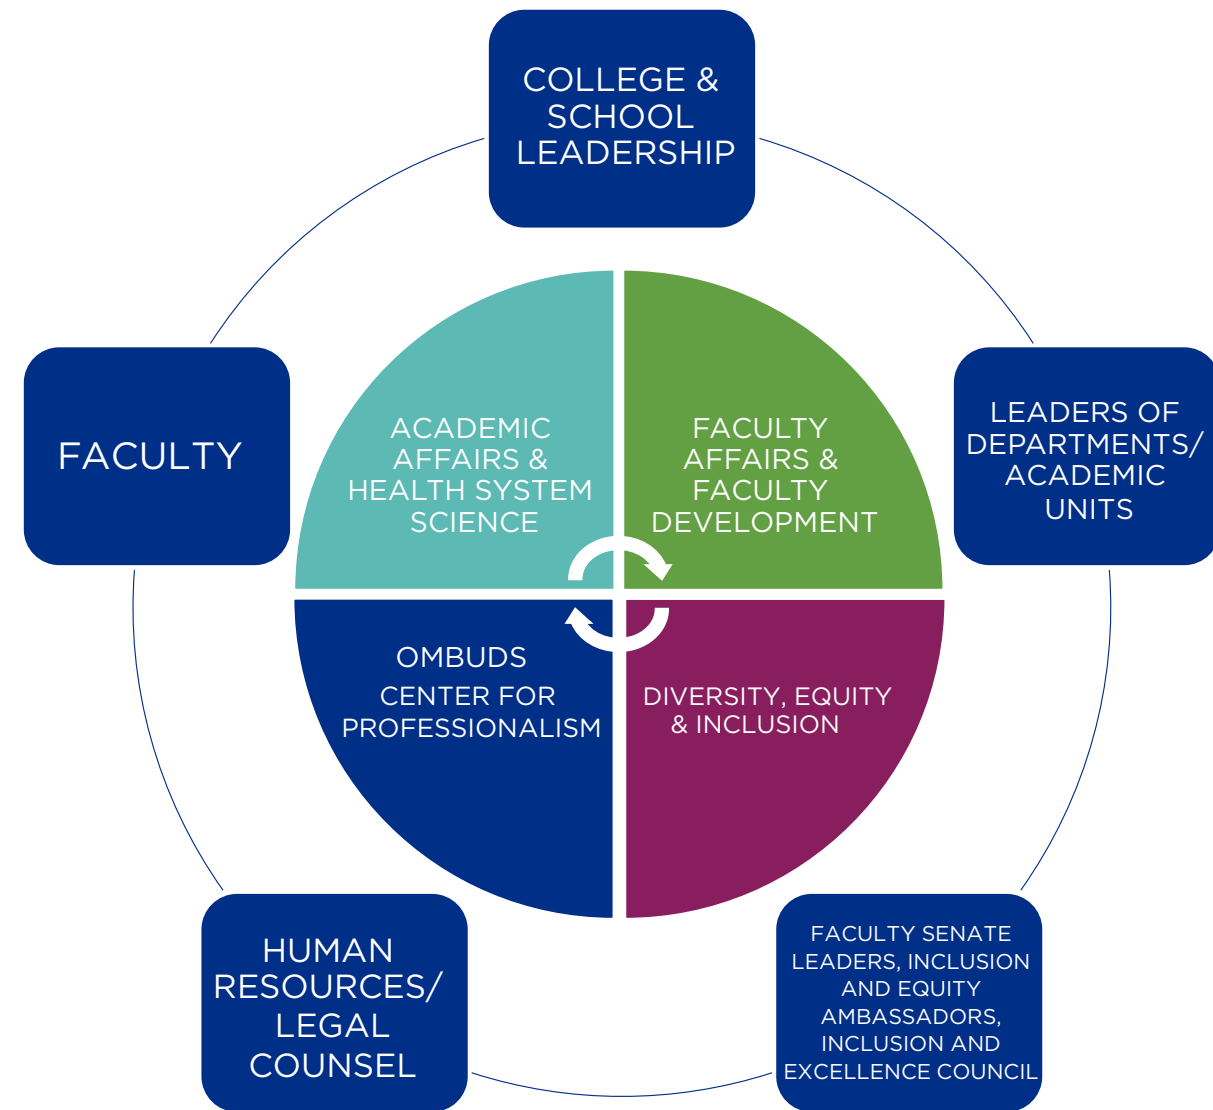 COLLEGE &
SCHOOL
LEADERSHIP
FACULTY
ACADEMIC
AFFAIRS &
HEALTH SYSTEM
SCIENCE
FACULTY
AFFAIRS &
FACULTY
DEVELOPMENT
LEADERS OF
DEPARTMENTS/
ACADEMIC
UNITS
OMBUDS
CENTER FOR
PROFESSIONALISM
DIVERSITY, EQUITY
& INCLUSION
HUMAN
RESOURCES/
LEGAL
COUNSEL
FACULTY SENATE
LEADERS, INCLUSION
AND EQUITY
AMBASSADORS,
INCLUSION AND
EXCELLENCE COUNCIL